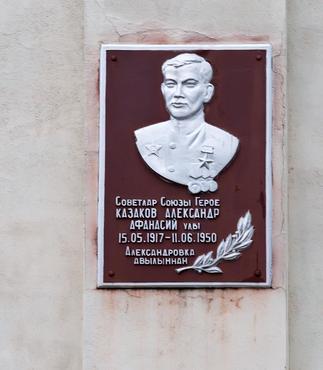 Советлар Союзы Герое
КАЗАКОВ АЛЕКСАНДР
АФАНАСИЙ улы
15.05.1917–11.06.1950
Александровка
авылыннан